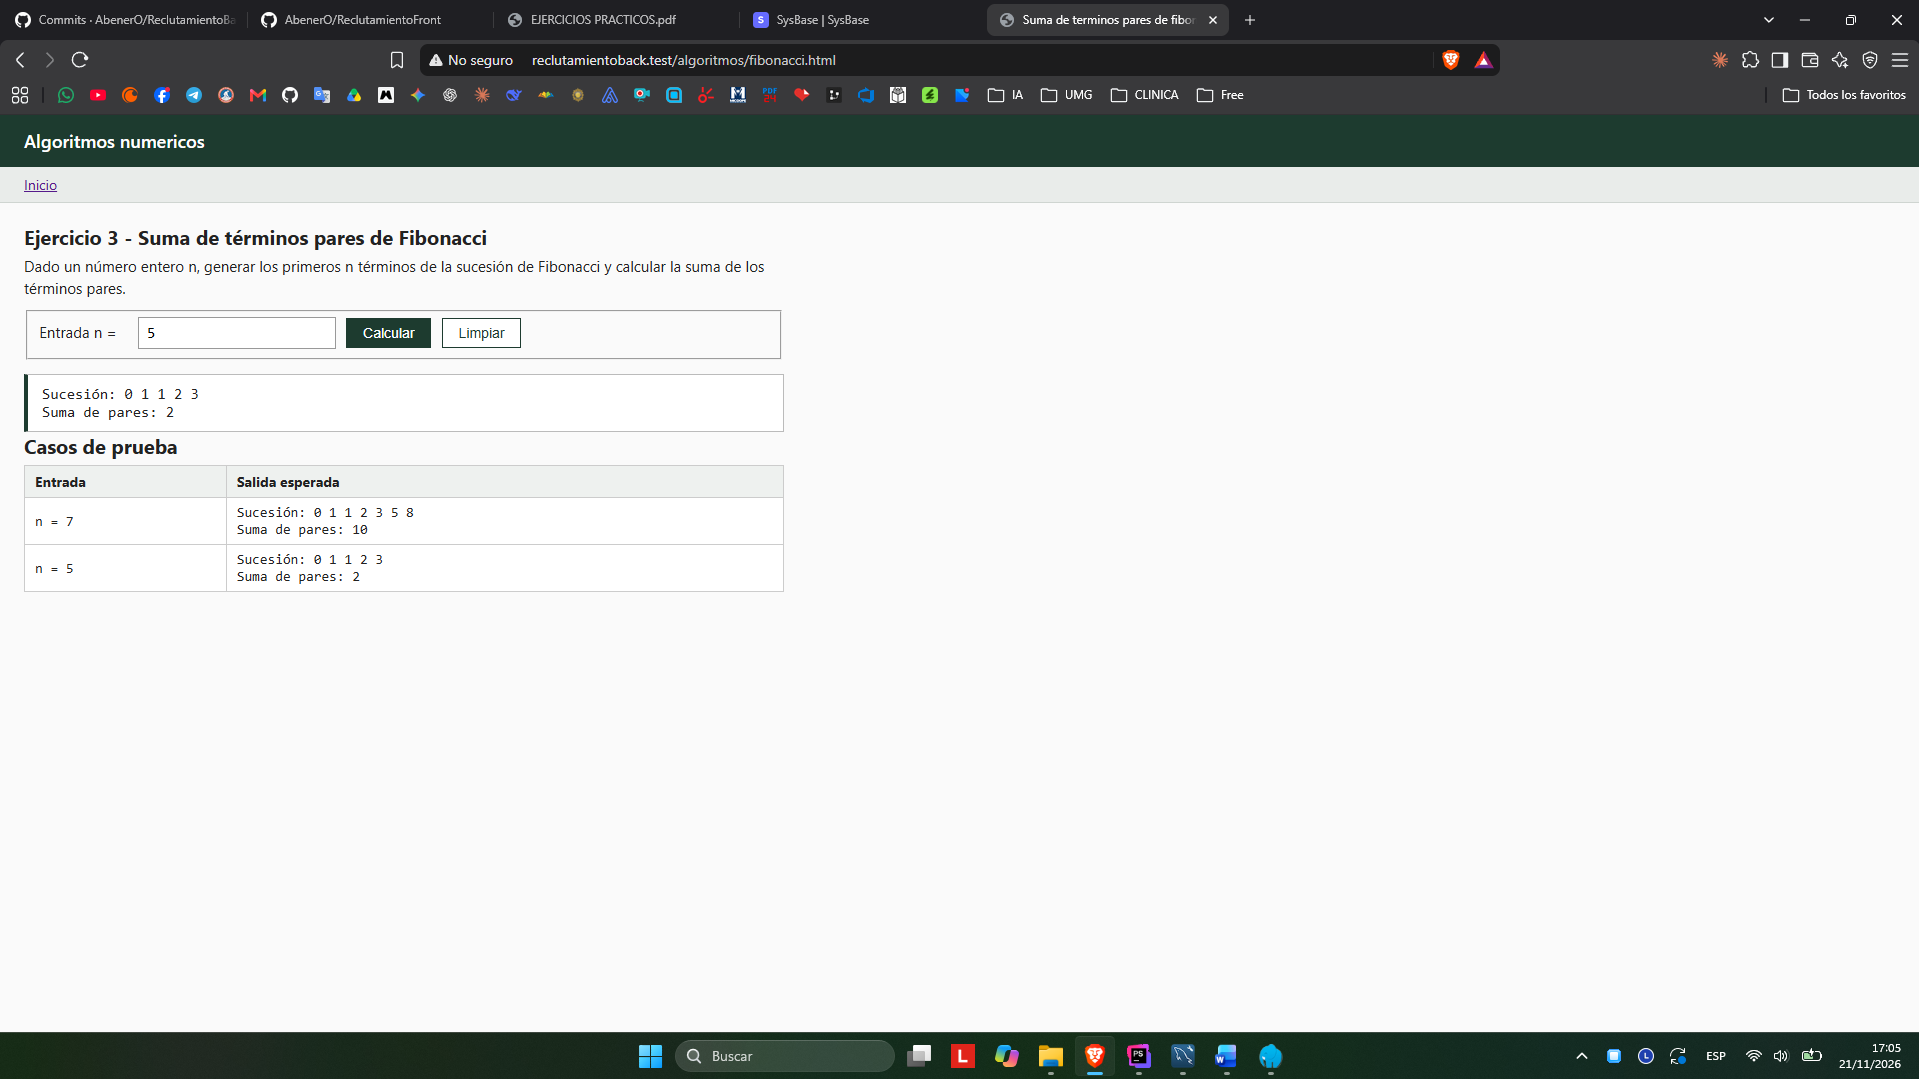 Commits · AbenerO/ReclutamientoBa
AbenerO/ReclutamientoFront
EJERCICIOS PRACTICOS.pdf
S
SysBase | SysBase
Suma de terminos pares de fibon
No seguro
reclutamientoback.test/algoritmos/fibonacci.html
PDF
24
IA
UMG
CLINICA
Free
Todos los favoritos
Algoritmos numericos
Inicio
Ejercicio 3 - Suma de términos pares de Fibonacci
Dado un número entero n, generar los primeros n términos de la sucesión de Fibonacci y calcular la suma de los
términos pares.
Entrada n =
5
Calcular
Limpiar
Sucesión: 0 1 1 2 3
Suma de pares: 2
Casos de prueba
Entrada
Salida esperada
n = 7
Sucesión: 0 1 1 2 3 5 8
Suma de pares: 10
n = 5
Sucesión: 0 1 1 2 3
Suma de pares: 2
Buscar
L
PS
W
L
ESP
17:05
21/11/2026